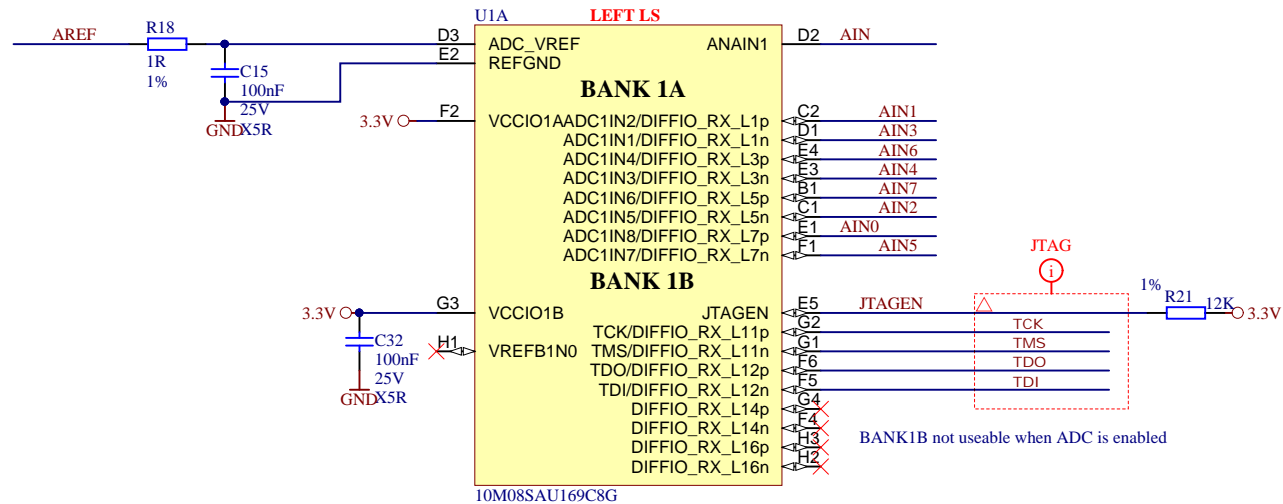 U1A LEFT LS
AREF R18 1R 1%
D3 ADC_VREF ANAIN1 D2 AIN
E2 REFGND
C15
100nF
25V
X5R
GND
BANK 1A
3.3V F2 VCCIO1A ADC1IN2/DIFFIO_RX_L1p C2 AIN1
ADC1IN1/DIFFIO_RX_L1n D1 AIN3
ADC1IN4/DIFFIO_RX_L3p E4 AIN6
ADC1IN3/DIFFIO_RX_L3n E3 AIN4
ADC1IN6/DIFFIO_RX_L5p B1 AIN7
ADC1IN5/DIFFIO_RX_L5n C1 AIN2
ADC1IN8/DIFFIO_RX_L7p E1 AIN0
ADC1IN7/DIFFIO_RX_L7n F1 AIN5
BANK 1B
JTAG
i
3.3V G3 VCCIO1B JTAGEN E5 JTAGEN 1% R21 12K 3.3V
C32
100nF
25V
X5R
GND
H1 VREFB1N0
TCK/DIFFIO_RX_L11p G2 TCK
TMS/DIFFIO_RX_L11n G1 TMS
TDO/DIFFIO_RX_L12p F6 TDO
TDI/DIFFIO_RX_L12n F5 TDI
DIFFIO_RX_L14p G4
DIFFIO_RX_L14n F4
DIFFIO_RX_L16p H3
DIFFIO_RX_L16n H2
BANK1B not useable when ADC is enabled
10M08SAU169C8G